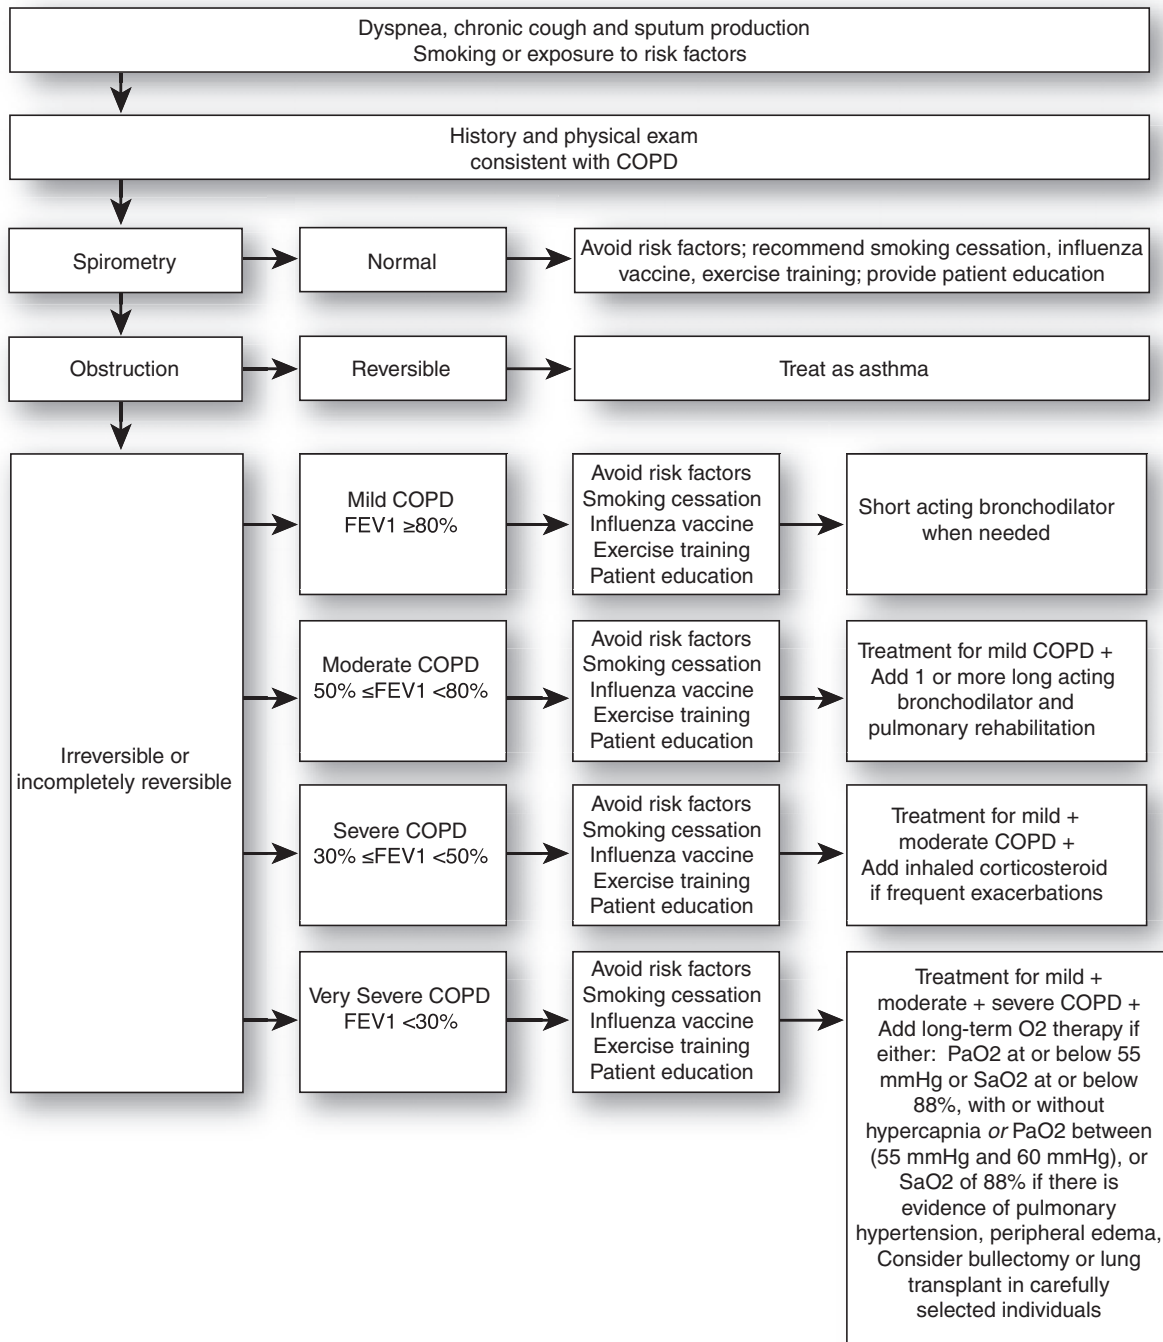 Dyspnea, chronic cough and sputum production
Smoking or exposure to risk factors
History and physical exam
consistent with COPD
Spirometry
Normal
Avoid risk factors; recommend smoking cessation, influenza
vaccine, exercise training; provide patient education
Obstruction
Reversible
Treat as asthma
Irreversible or
incompletely reversible
Mild COPD
FEV1 ≥80%
Avoid risk factors
Smoking cessation
Influenza vaccine
Exercise training
Patient education
Short acting bronchodilator
when needed
Moderate COPD
50% ≤FEV1 <80%
Avoid risk factors
Smoking cessation
Influenza vaccine
Exercise training
Patient education
Treatment for mild COPD +
Add 1 or more long acting
bronchodilator and
pulmonary rehabilitation
Severe COPD
30% ≤FEV1 <50%
Avoid risk factors
Smoking cessation
Influenza vaccine
Exercise training
Patient education
Treatment for mild +
moderate COPD +
Add inhaled corticosteroid
if frequent exacerbations
Very Severe COPD
FEV1 <30%
Avoid risk factors
Smoking cessation
Influenza vaccine
Exercise training
Patient education
Treatment for mild +
moderate + severe COPD +
Add long-term O2 therapy if
either: PaO2 at or below 55
mmHg or SaO2 at or below
88%, with or without
hypercapnia or PaO2 between
(55 mmHg and 60 mmHg), or
SaO2 of 88% if there is
evidence of pulmonary
hypertension, peripheral edema,
Consider bullectomy or lung
transplant in carefully
selected individuals